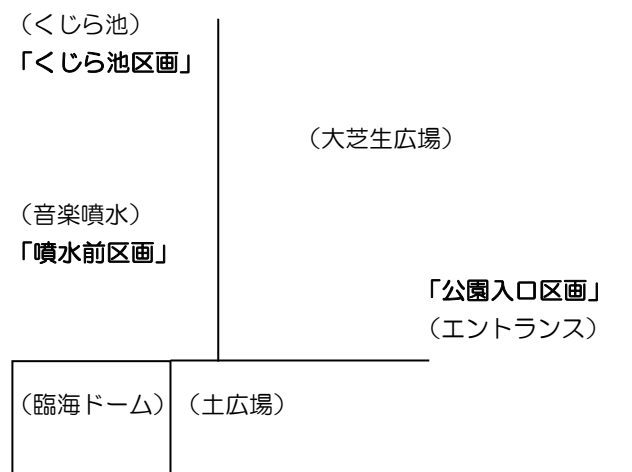 （くじら池）
「くじら池区画」
（大芝生広場）
（音楽噴水）
「噴水前区画」
「公園入口区画」
（エントランス）
（臨海ドーム）
（土広場）